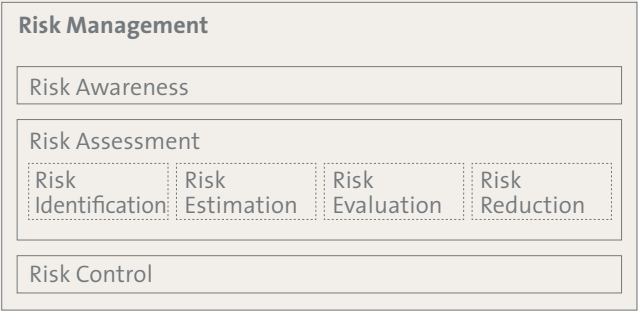 Risk Management
Risk Awareness
Risk Assessment
Risk
Identification
Risk
Estimation
Risk
Evaluation
Risk
Reduction
Risk Control